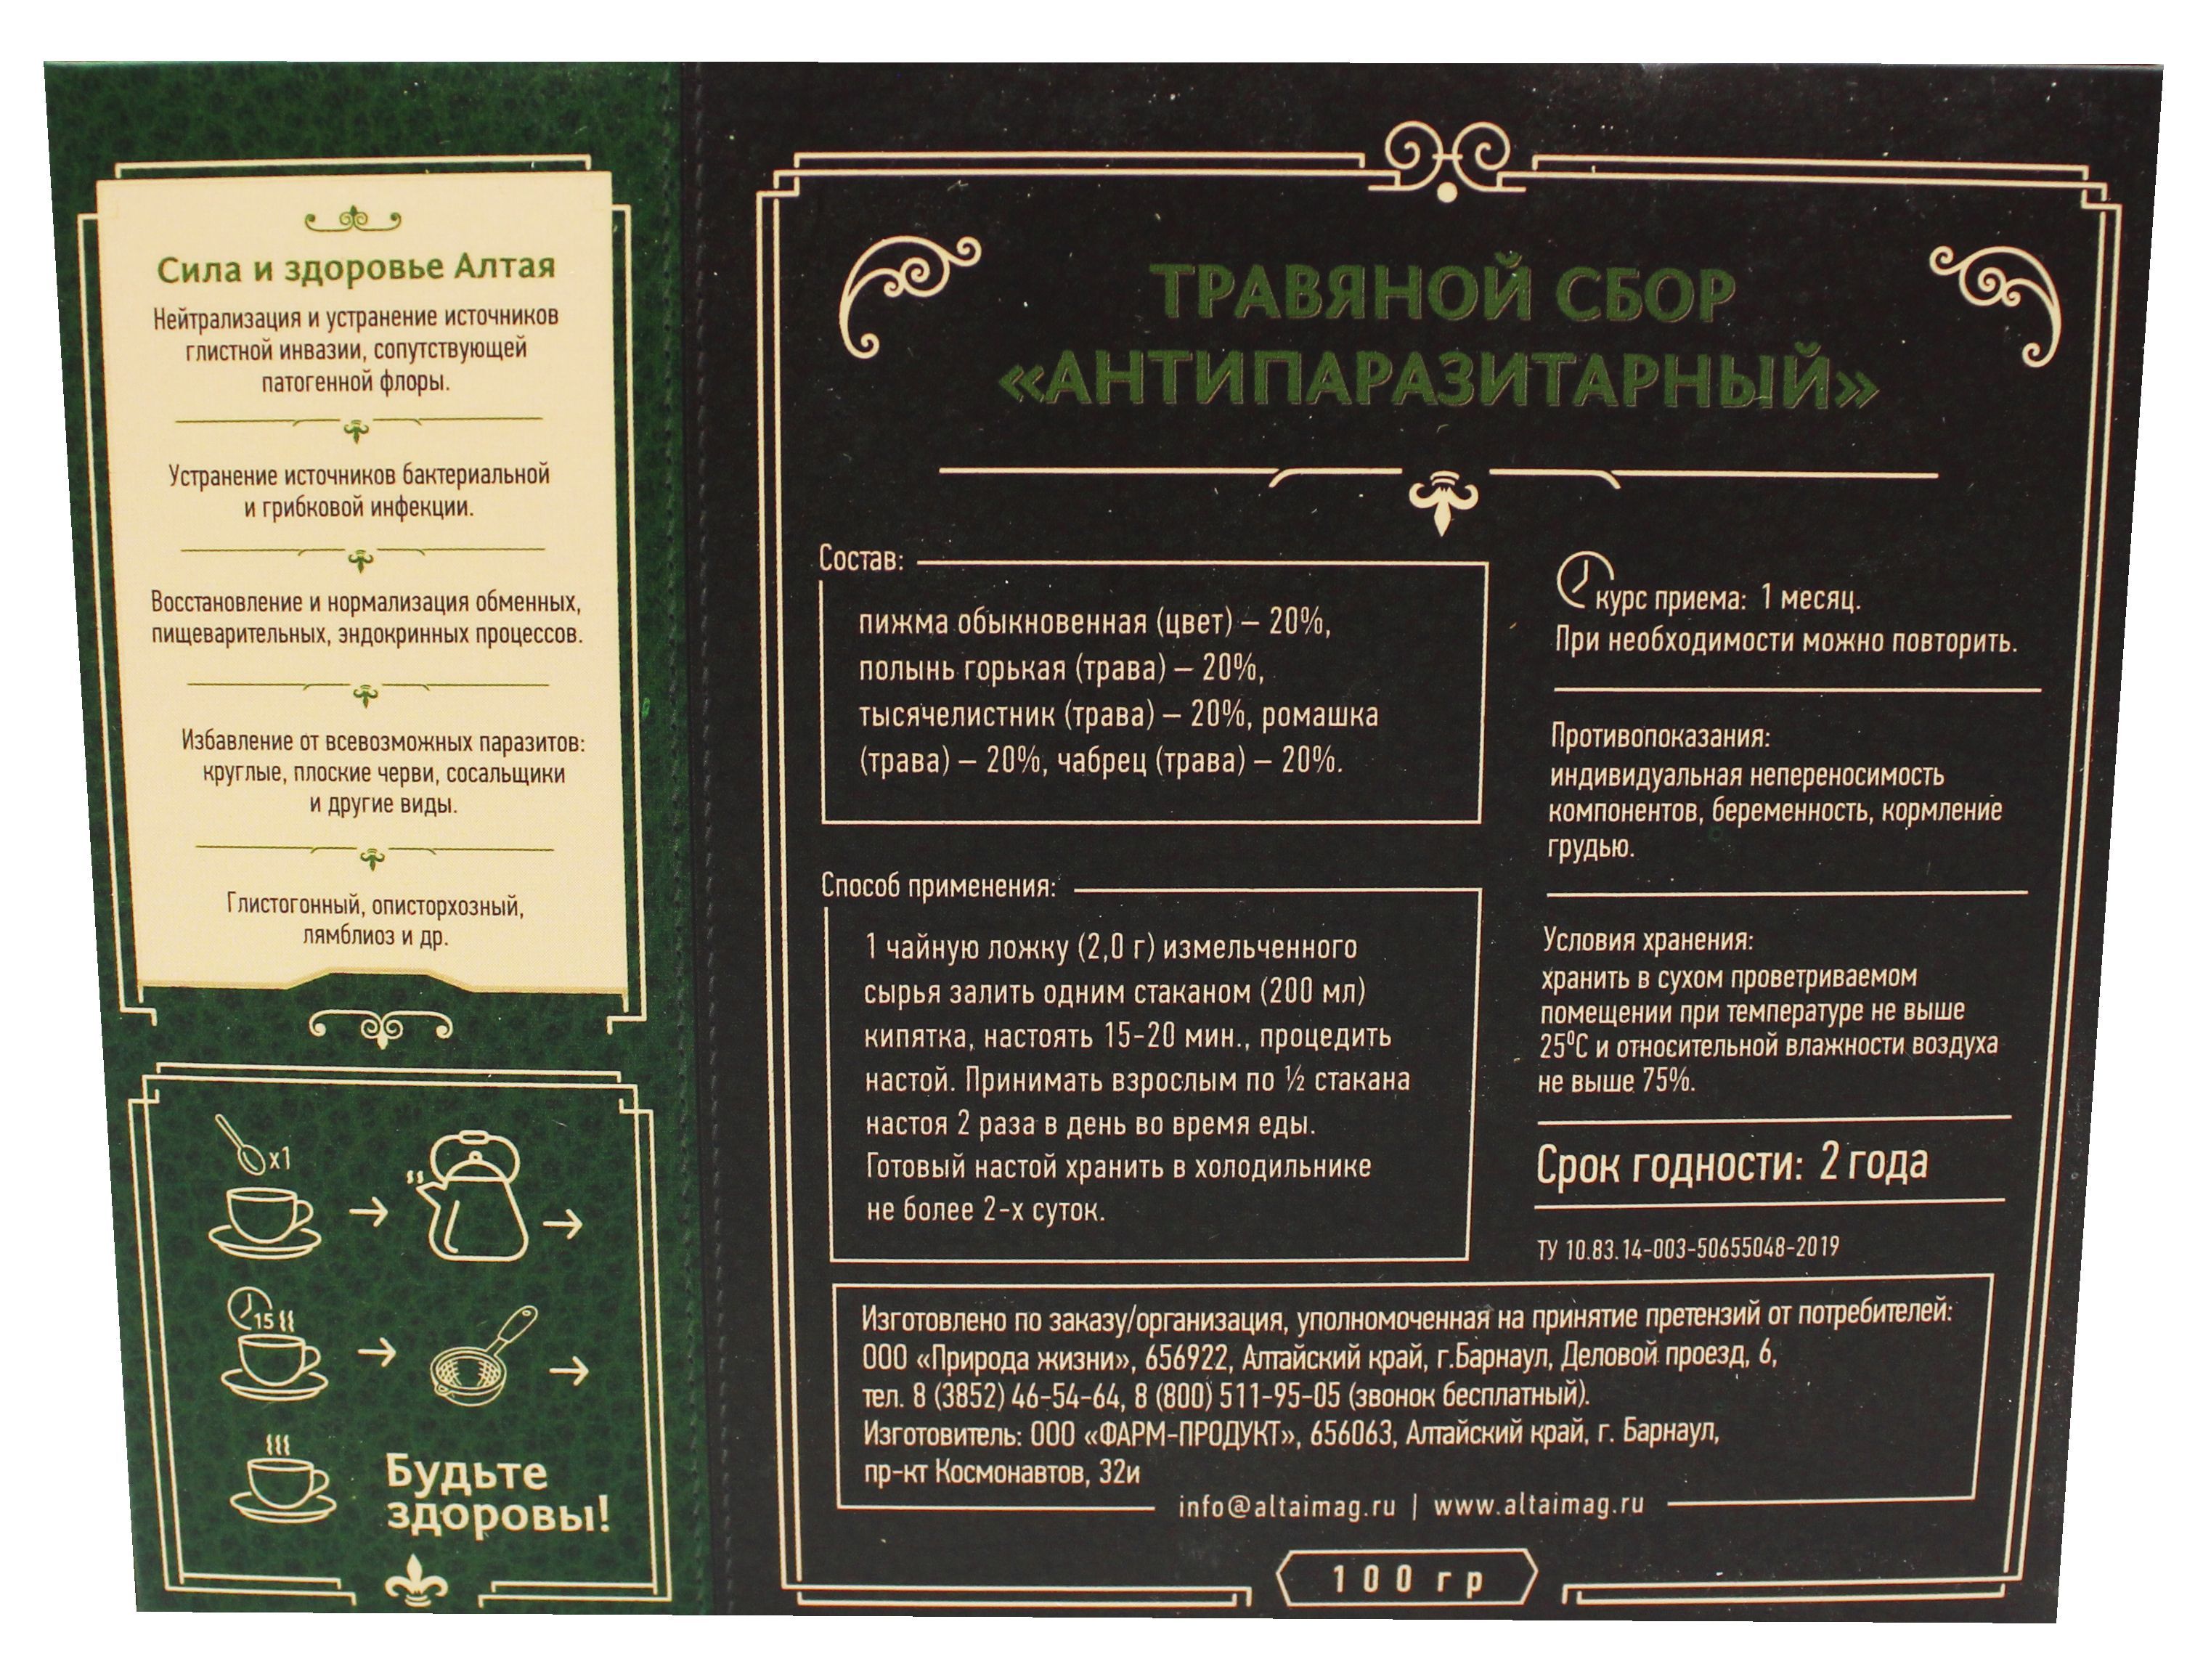 Сила и здоровье Алтая
Нейтрализация и устранение источников
глистной инвазии, сопутствующей
патогенной флоры.
Устранение источников бактериальной
и грибковой инфекции.
Восстановление и нормализация обменных,
пищеварительных, эндокринных процессов.
Избавление от всевозможных паразитов:
круглые, плоские черви, сосальщики
и другие виды.
Глистогонный, описторхозный,
лямблиоз и др.
x1
15
Будьте
здоровы!
ТРАВЯНОЙ СБОР
«АНТИПАРАЗИТАРНЫЙ»
Состав:
пижма обыкновенная (цвет) – 20%,
полынь горькая (трава) – 20%,
тысячелистник (трава) – 20%, ромашка
(трава) – 20%, чабрец (трава) – 20%.
Способ применения:
1 чайную ложку (2,0 г) измельченного
сырья залить одним стаканом (200 мл)
кипятка, настоять 15-20 мин., процедить
настой. Принимать взрослым по ½ стакана
настоя 2 раза в день во время еды.
Готовый настой хранить в холодильнике
не более 2-х суток.
курс приема: 1 месяц.
При необходимости можно повторить.
Противопоказания:
индивидуальная непереносимость
компонентов, беременность, кормление
грудью.
Условия хранения:
хранить в сухом проветриваемом
помещении при температуре не выше
25⁰С и относительной влажности воздуха
не выше 75%.
Срок годности: 2 года
ТУ 10.83.14-003-50655048-2019
Изготовлено по заказу/организация, уполномоченная на принятие претензий от потребителей:
ООО «Природа жизни», 656922, Алтайский край, г.Барнаул, Деловой проезд, 6,
тел. 8 (3852) 46-54-64, 8 (800) 511-95-05 (звонок бесплатный).
Изготовитель: ООО «ФАРМ-ПРОДУКТ», 656063, Алтайский край, г. Барнаул,
пр-кт Космонавтов, 32и
info@altaimag.ru | www.altaimag.ru
100 гр